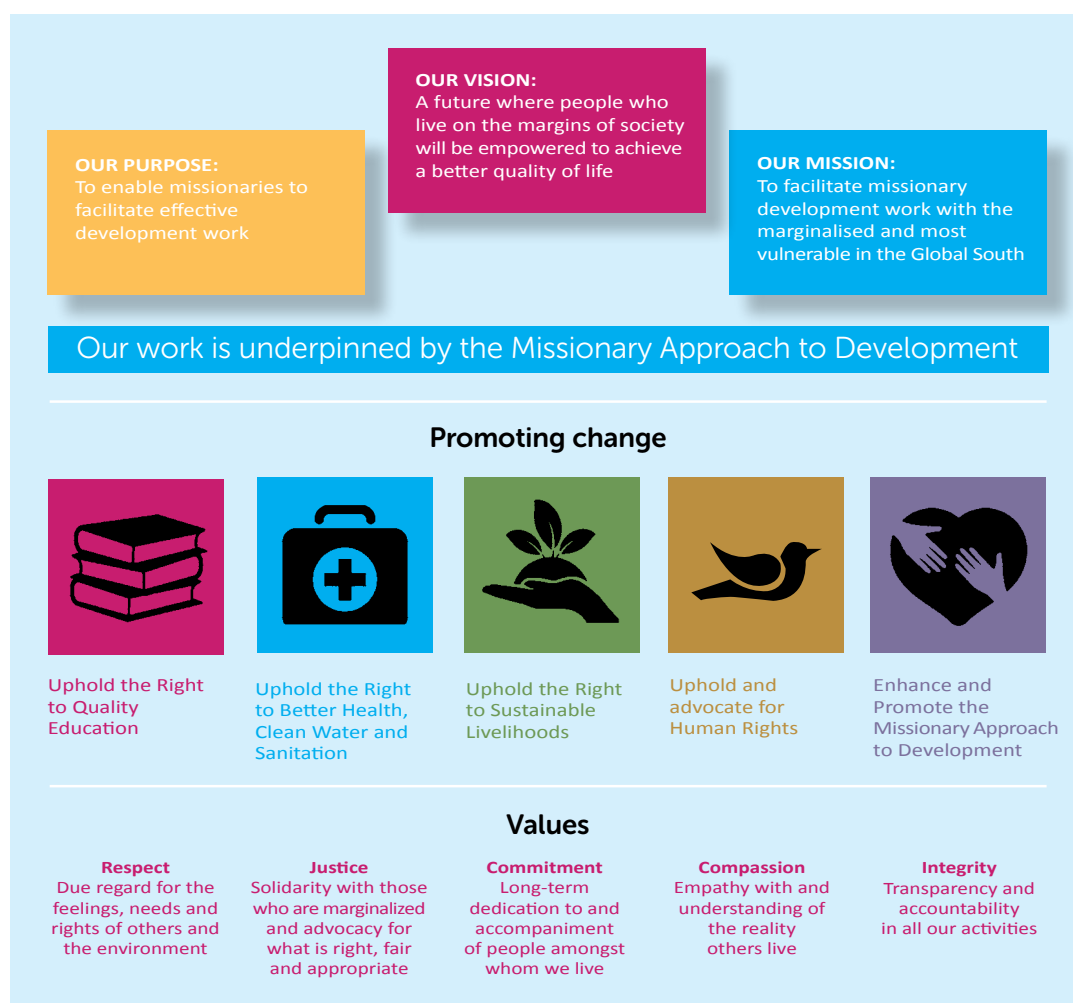 OUR PURPOSE:
To enable missionaries to
facilitate effective
development work
OUR VISION:
A future where people who
live on the margins of society
will be empowered to achieve
a better quality of life
OUR MISSION:
To facilitate missionary
development work with the
marginalised and most
vulnerable in the Global South
Our work is underpinned by the Missionary Approach to Development
Promoting change
Uphold the Right
to Quality
Education
Uphold the Right
to Better Health,
Clean Water and
Sanitation
Uphold the Right
to Sustainable
Livelihoods
Uphold and
advocate for
Human Rights
Enhance and
Promote the
Missionary Approach
to Development
Values
Respect
Due regard for the
feelings, needs and
rights of others and
the environment
Justice
Solidarity with those
who are marginalized
and advocacy for
what is right, fair
and appropriate
Commitment
Long-term
dedication to and
accompaniment
of people amongst
whom we live
Compassion
Empathy with and
understanding of
the reality
others live
Integrity
Transparency and
accountability
in all our activities